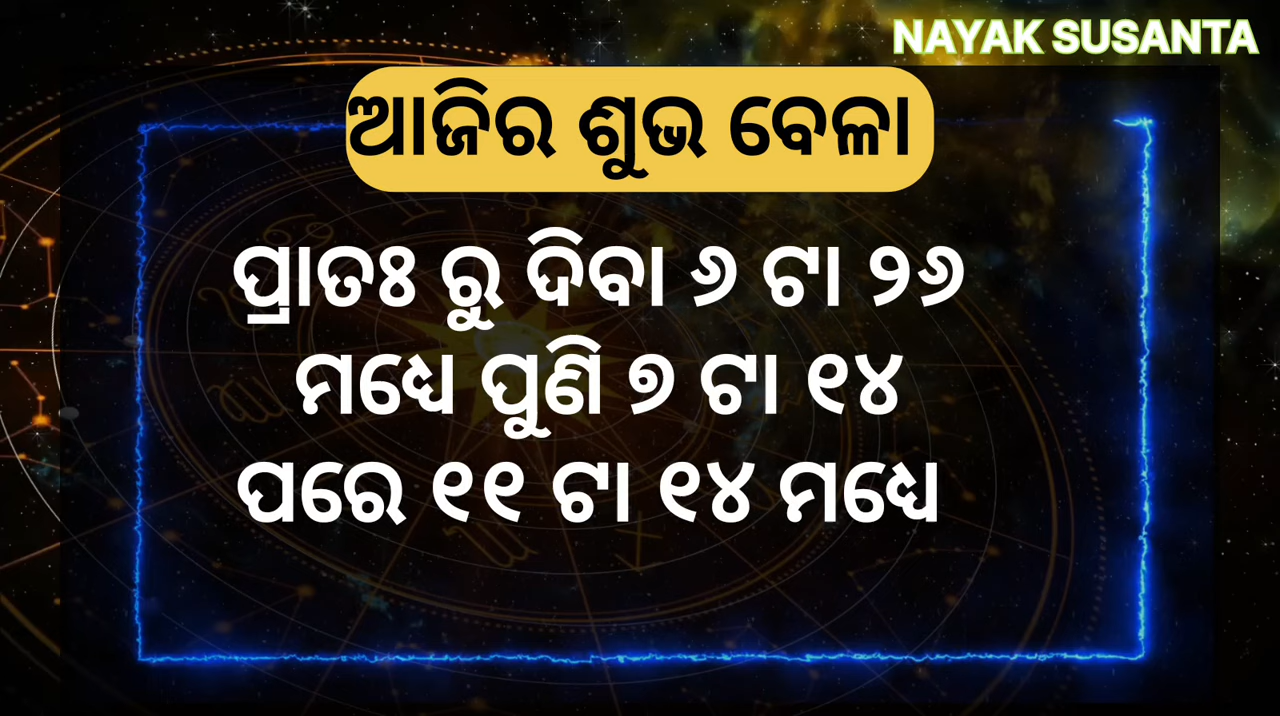 NAYAK SUSANTA
ଆଜିର ଶୁଭ ବେଳା
ପ୍ରାତଃ ରୁ ଦିବା ୬ ଟା ୨୬
ମଧ୍ୟେ ପୁଣି ୭ ଟା ୧୪
ପରେ ୧୧ ଟା ୧୪ ମଧ୍ୟେ